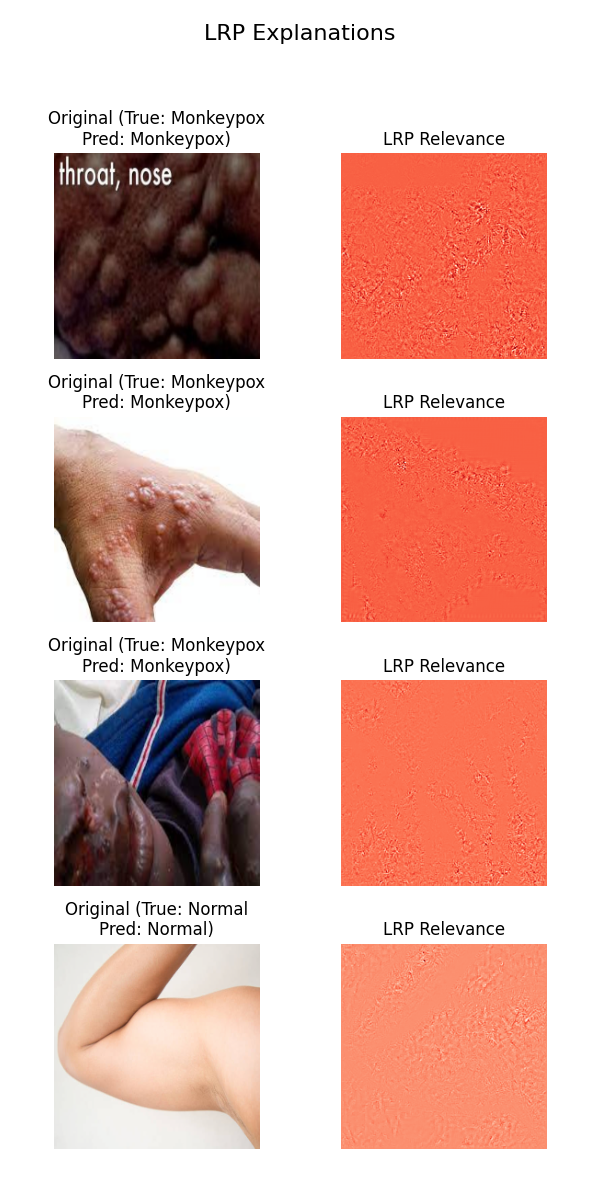 LRP Explanations
Original (True: Monkeypox
Pred: Monkeypox)
LRP Relevance
throat, nose
Original (True: Monkeypox
Pred: Monkeypox)
LRP Relevance
Original (True: Monkeypox
Pred: Monkeypox)
LRP Relevance
Original (True: Normal
Pred: Normal)
LRP Relevance